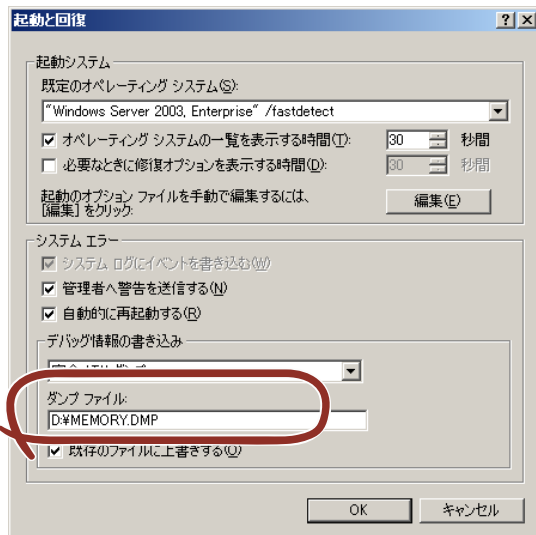 起動と回復
起動システム
既定のオペレーティング システム(S):
"Windows Server 2003, Enterprise" /fastdetect
オペレーティング システムの一覧を表示する時間(T): 30 秒間
必要なときに修復オプションを表示する時間(D): 30 秒間
起動のオプション ファイルを手動で編集するには、
[編集] をクリック: 編集(E)
システム エラー
システム ログにイベントを書き込む(W)
管理者へ警告を送信する(N)
自動的に再起動する(R)
デバッグ情報の書き込み
ダンプ ファイル:
D:¥MEMORY.DMP
既存のファイルに上書きする(O)
OK キャンセル